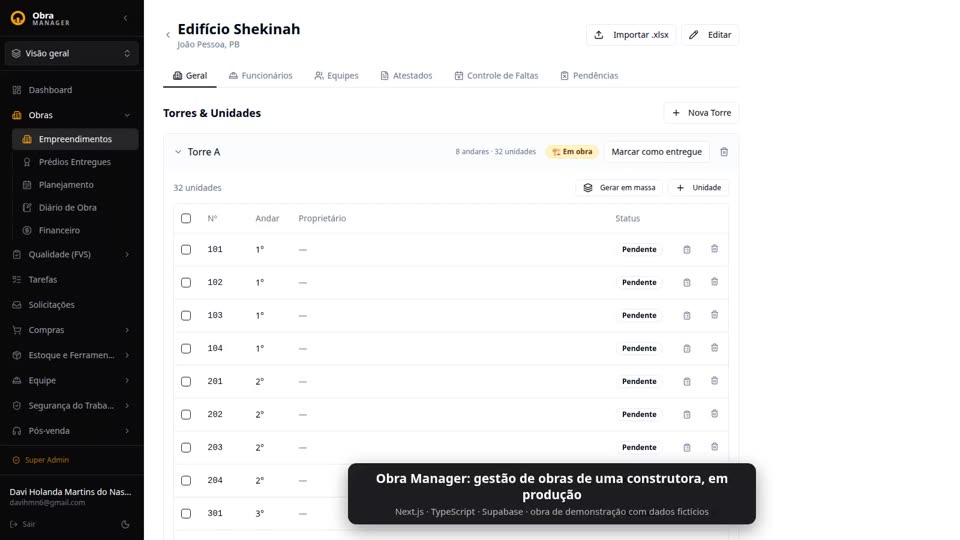 Obra
MANAGER
Visão geral
Dashboard
Obras
Empreendimentos
Prédios Entregues
Planejamento
Diário de Obra
Financeiro
Qualidade (FVS)
Tarefas
Solicitações
Compras
Estoque e Ferramen...
Equipe
Segurança do Traba...
Pós-venda
Super Admin
Davi Holanda Martins do Nas...
davihmn6@gmail.com
Sair
Edifício Shekinah
João Pessoa, PB
Importar .xlsx
Editar
Geral
Funcionários
Equipes
Atestados
Controle de Faltas
Pendências
Torres & Unidades
Nova Torre
Torre A
8 andares · 32 unidades
Em obra
Marcar como entregue
32 unidades
Gerar em massa
Unidade
Nº Andar Proprietário Status
101 1º — Pendente
102 1º — Pendente
103 1º — Pendente
104 1º — Pendente
201 2º — Pendente
202 2º — Pendente
203 2º — Pendente
204 2º —
301 3º —
Obra Manager: gestão de obras de uma construtora, em
produção
Next.js · TypeScript · Supabase · obra de demonstração com dados fictícios